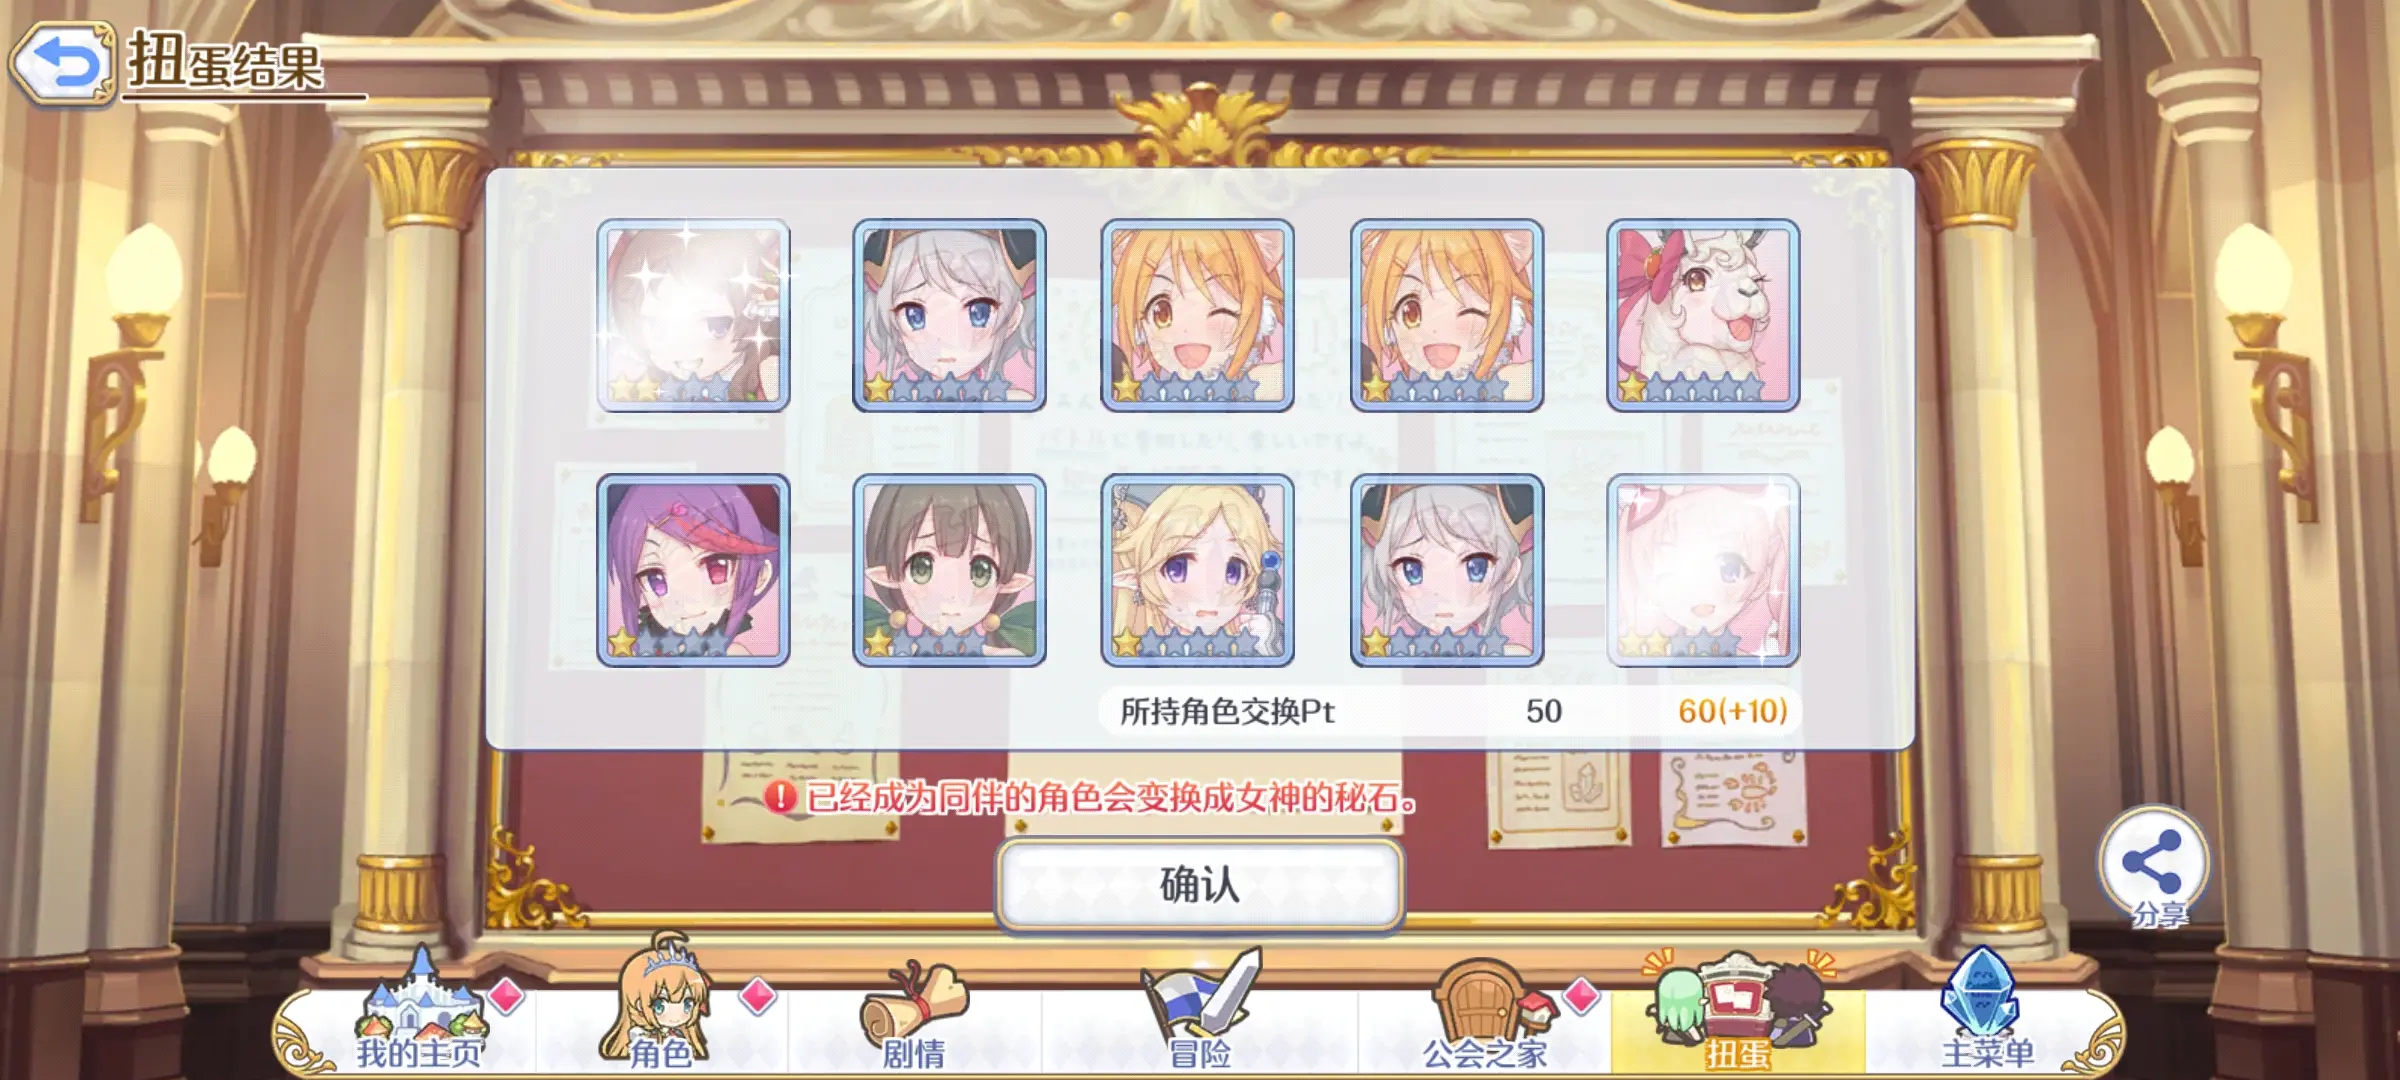 扭蛋结果
所持角色交换Pt 50 60(+10)
已经成为同伴的角色会变换成女神的秘石。
确认
分享
我的主页 角色 剧情 冒险 公会之家 扭蛋 主菜单